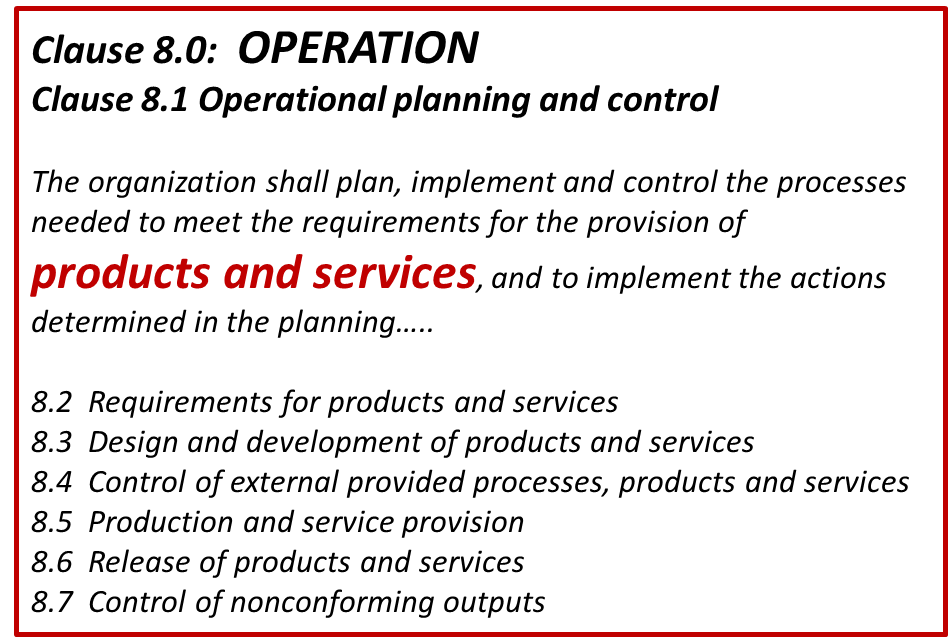 Clause 8.0: OPERATION
Clause 8.1 Operational planning and control
The organization shall plan, implement and control the processes
needed to meet the requirements for the provision of
products and services, and to implement the actions
determined in the planning.....
8.2 Requirements for products and services
8.3 Design and development of products and services
8.4 Control of external provided processes, products and services
8.5 Production and service provision
8.6 Release of products and services
8.7 Control of nonconforming outputs